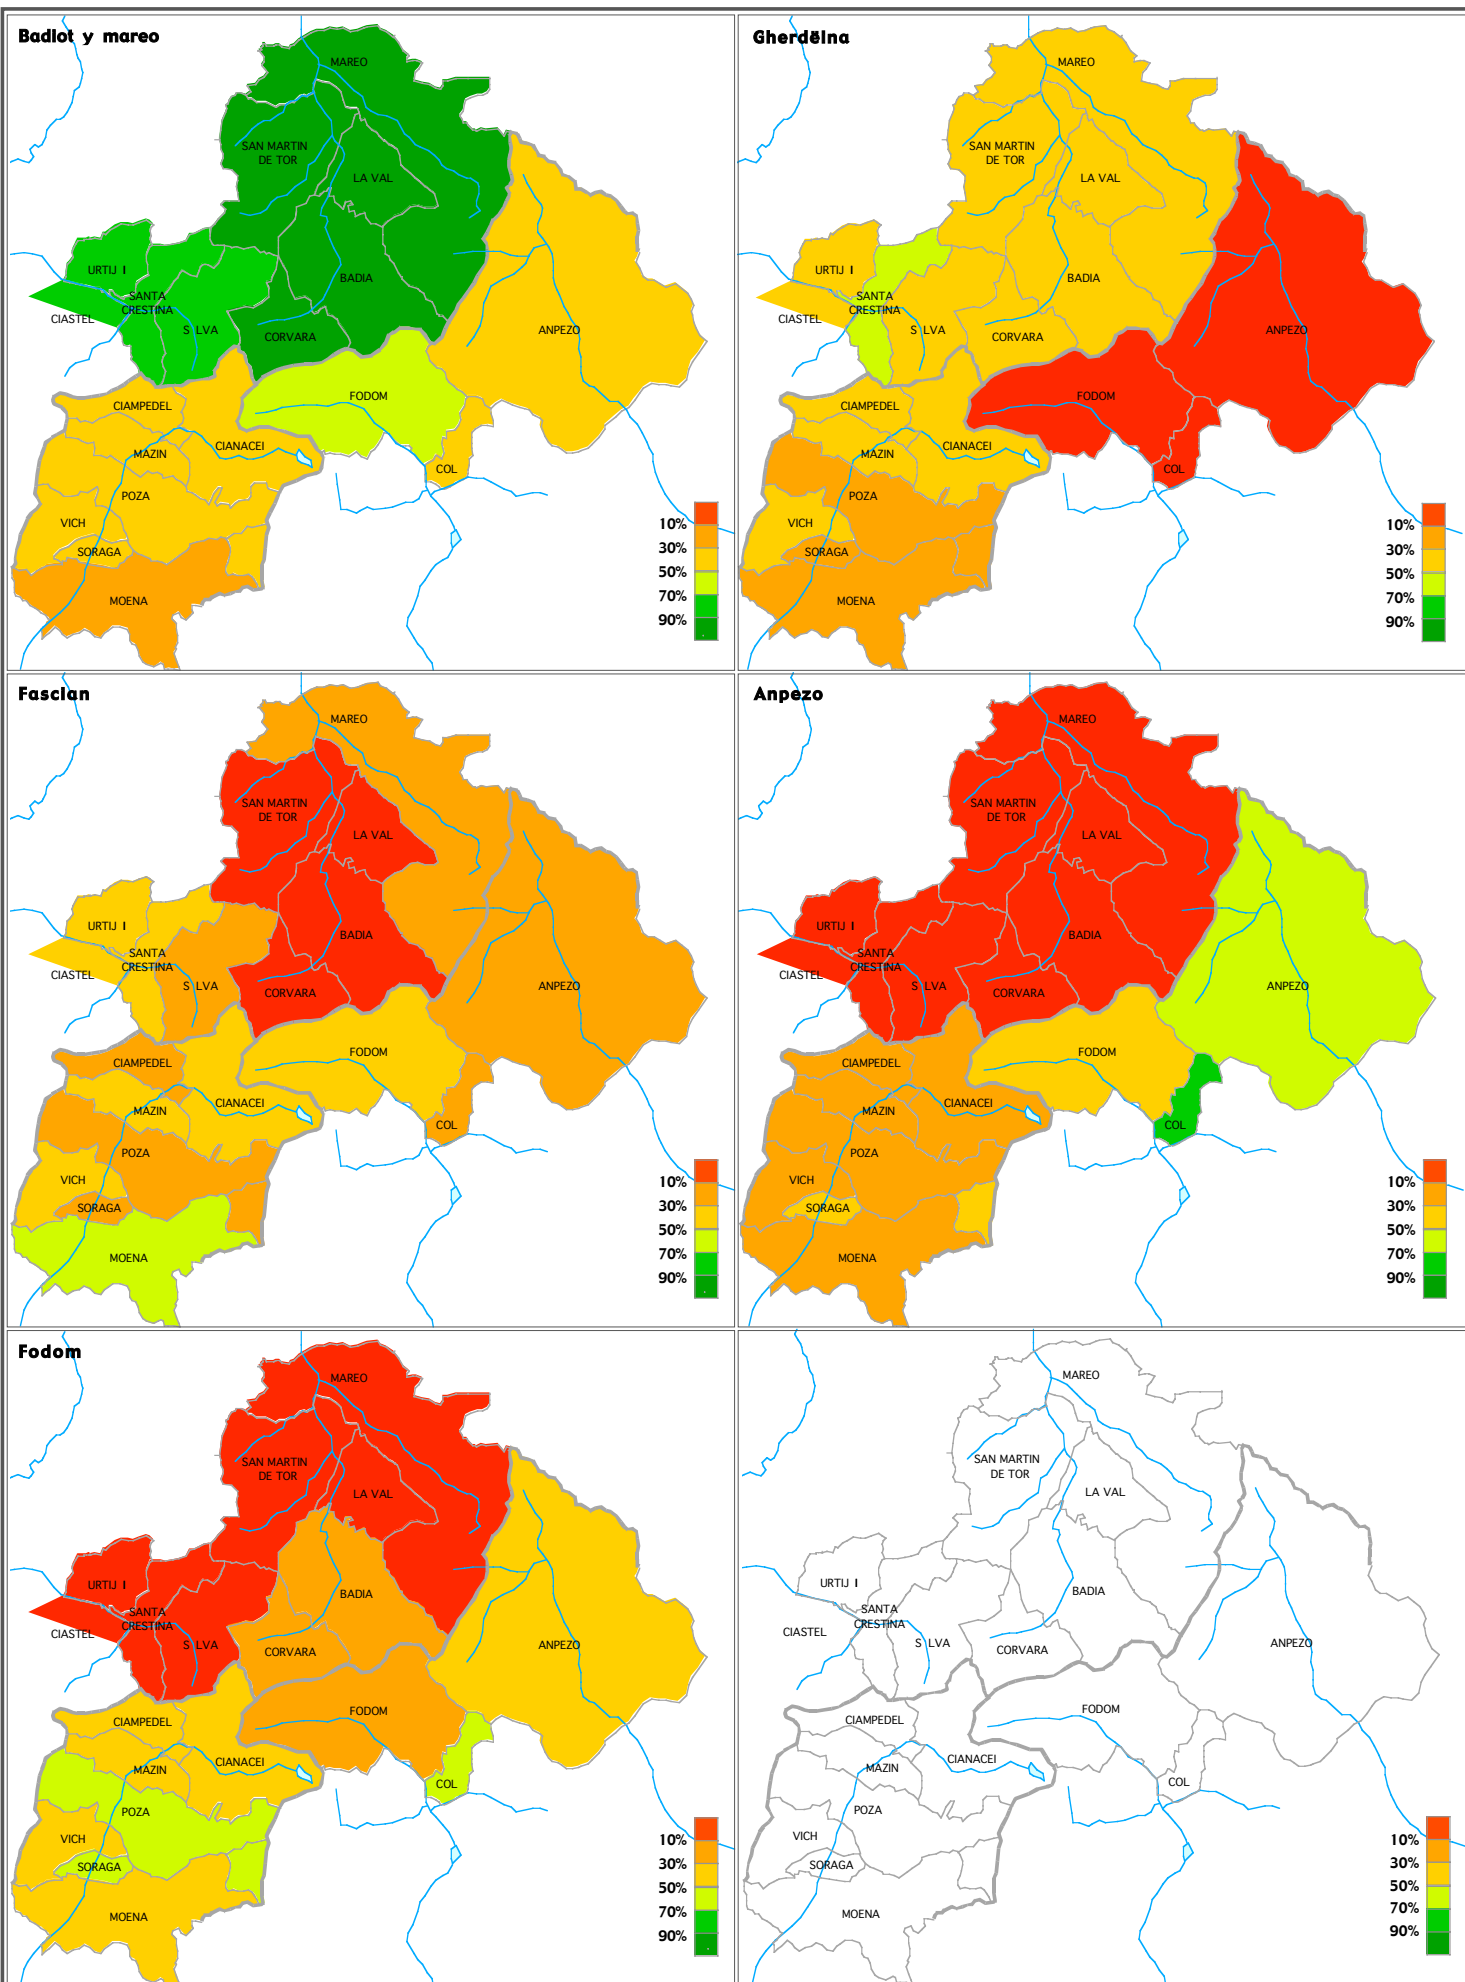 Badiot y mareo
MAREO
SAN MARTIN
DE TOR
LA VAL
URTIJ I
SANTA
CRESTINA
CIASTEL
S LVA
BADIA
CORVARA
ANPEZO
FODOM
CIAMPEDEL
MAZIN
CIANACEI
COL
POZA
VICH
SORAGA
MOENA
10%
30%
50%
70%
90%
Gherdëina
MAREO
SAN MARTIN
DE TOR
LA VAL
URTIJ I
SANTA
CRESTINA
CIASTEL
S LVA
BADIA
CORVARA
ANPEZO
FODOM
CIAMPEDEL
MAZIN
CIANACEI
COL
POZA
VICH
SORAGA
MOENA
10%
30%
50%
70%
90%
Fascian
MAREO
SAN MARTIN
DE TOR
LA VAL
URTIJ I
SANTA
CRESTINA
CIASTEL
S LVA
BADIA
CORVARA
ANPEZO
FODOM
CIAMPEDEL
MAZIN
CIANACEI
COL
POZA
VICH
SORAGA
MOENA
10%
30%
50%
70%
90%
Anpezo
MAREO
SAN MARTIN
DE TOR
LA VAL
URTIJ I
SANTA
CRESTINA
CIASTEL
S LVA
BADIA
CORVARA
ANPEZO
FODOM
CIAMPEDEL
MAZIN
CIANACEI
COL
POZA
VICH
SORAGA
MOENA
10%
30%
50%
70%
90%
Fodom
MAREO
SAN MARTIN
DE TOR
LA VAL
URTIJ I
SANTA
CRESTINA
CIASTEL
S LVA
BADIA
CORVARA
ANPEZO
FODOM
CIAMPEDEL
MAZIN
CIANACEI
COL
POZA
VICH
SORAGA
MOENA
10%
30%
50%
70%
90%
MAREO
SAN MARTIN
DE TOR
LA VAL
URTIJ I
SANTA
CRESTINA
CIASTEL
S LVA
BADIA
CORVARA
ANPEZO
FODOM
CIAMPEDEL
MAZIN
CIANACEI
COL
POZA
VICH
SORAGA
MOENA
10%
30%
50%
70%
90%